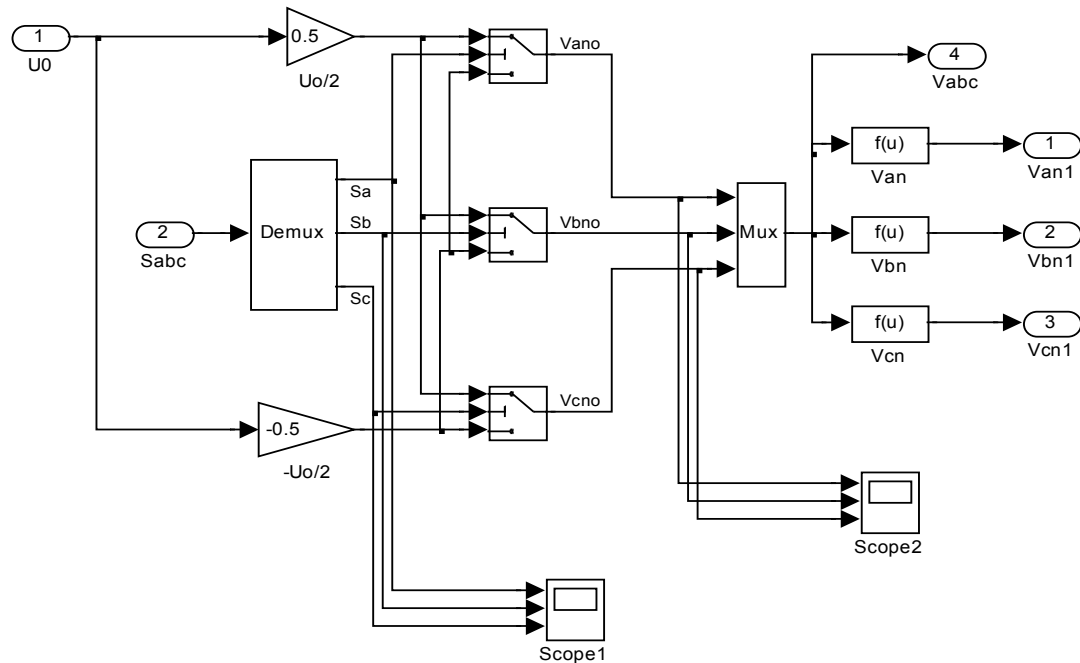 1
U0
0.5
Uo/2
Vano
4
Vabc
f(u)
Van
1
Van1
Demux
Sa
Sb
Sc
2
Sabc
Vbno
Mux
f(u)
Vbn
2
Vbn1
f(u)
Vcn
3
Vcn1
-0.5
-Uo/2
Vcno
Scope2
Scope1